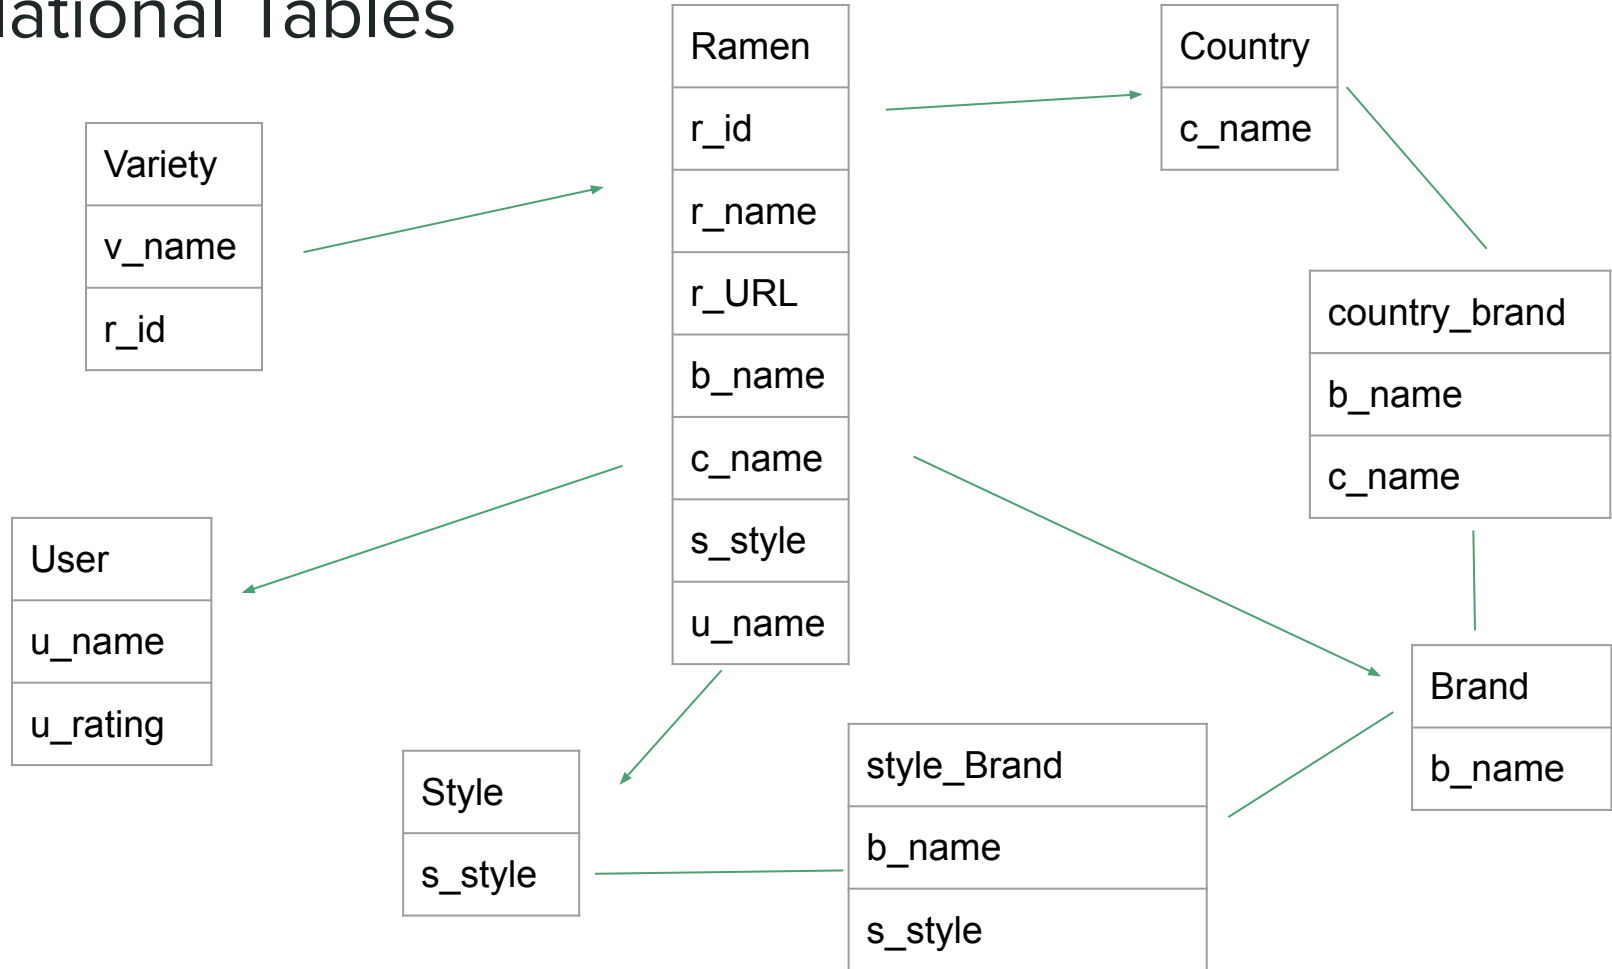 Tables
Ramen
r_id
r_name
r_URL
b_name
c_name
s_style
u_name
Country
c_name
Variety
v_name
r_id
country_brand
b_name
c_name
User
u_name
u_rating
Style
s_style
style_Brand
b_name
s_style
Brand
b_name